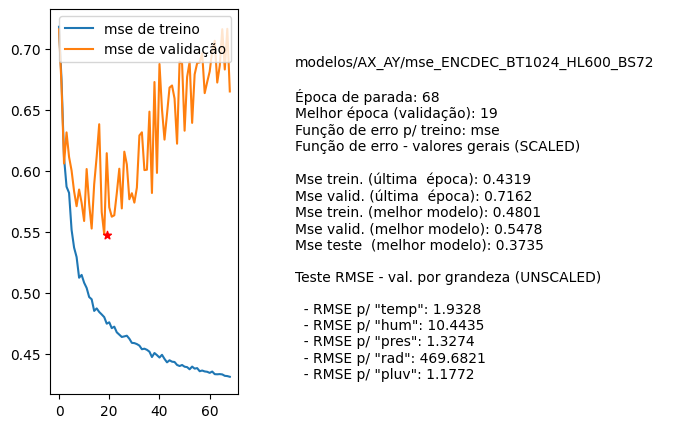 mse de treino
mse de validação
0.70
0.65
0.60
0.55
0.50
0.45
0
20
40
60
modelos/AX_AY/mse_ENCDEC_BT1024_HL600_BS72
Época de parada: 68
Melhor época (validação): 19
Função de erro p/ treino: mse
Função de erro - valores gerais (SCALED)
Mse trein. (última  época): 0.4319
Mse valid. (última  época): 0.7162
Mse trein. (melhor modelo): 0.4801
Mse valid. (melhor modelo): 0.5478
Mse teste  (melhor modelo): 0.3735
Teste RMSE - val. por grandeza (UNSCALED)
- RMSE p/ "temp": 1.9328
- RMSE p/ "hum": 10.4435
- RMSE p/ "pres": 1.3274
- RMSE p/ "rad": 469.6821
- RMSE p/ "pluv": 1.1772